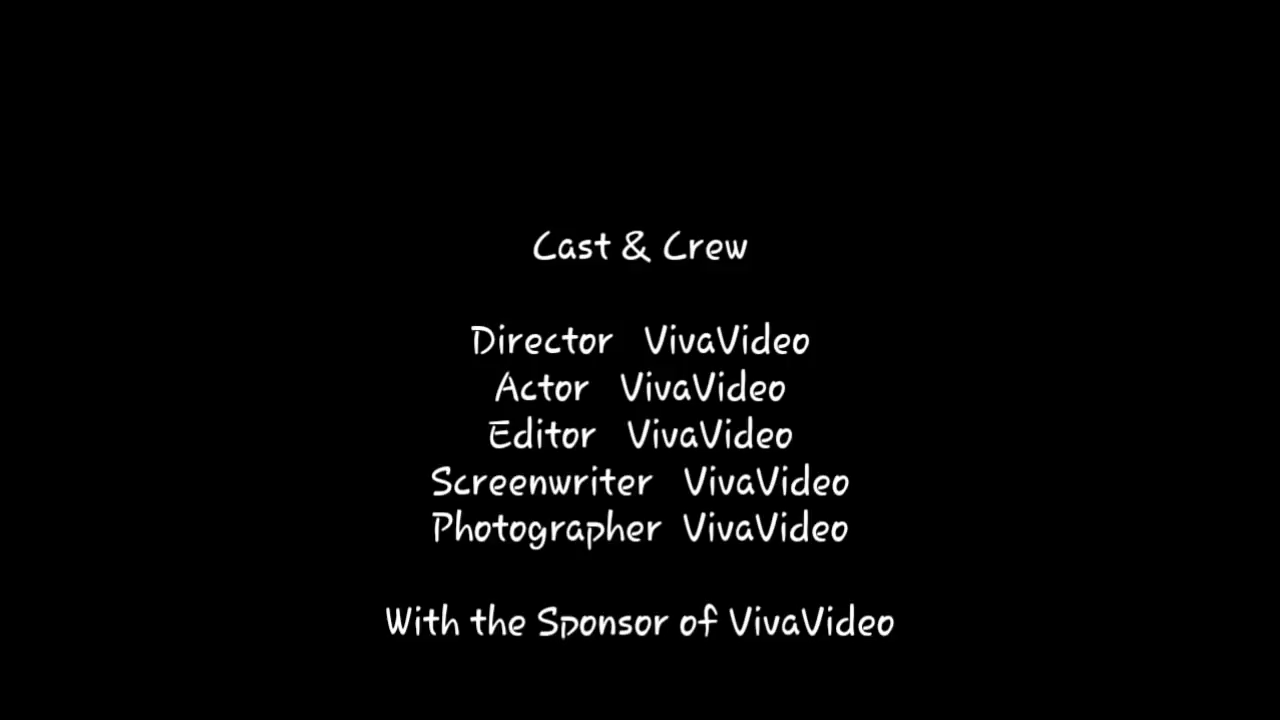 Cast & Crew
Director VivaVideo
Actor VivaVideo
Editor VivaVideo
Screenwriter VivaVideo
Photographer VivaVideo
With the Sponsor of VivaVideo